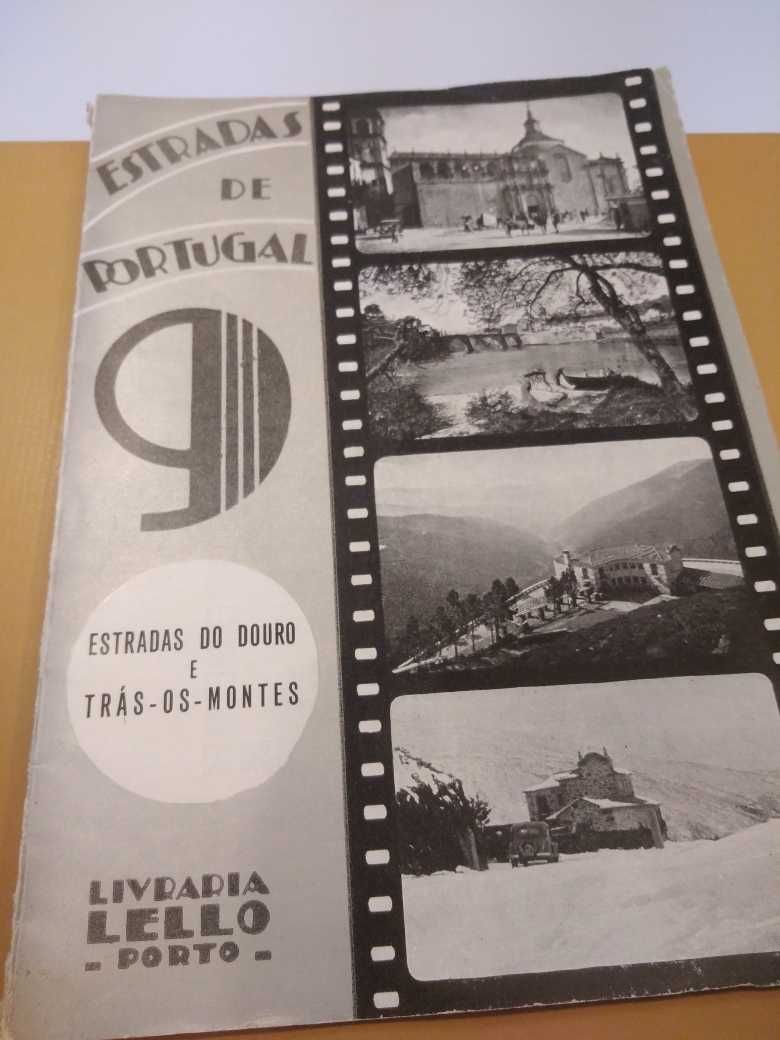 ESTRADAS
DE
PORTUGAL
9
ESTRADAS DO DOURO
E
TRÁS-OS-MONTES
LIVRARIA
LELLO
- PORTO -